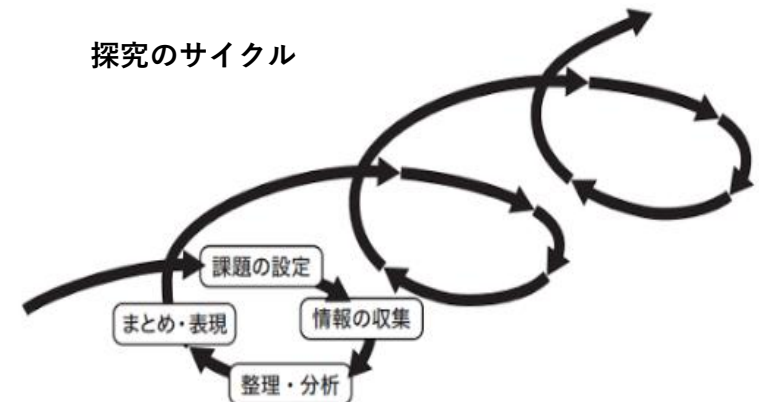 探究のサイクル
課題の設定
情報の収集
整理・分析
まとめ・表現